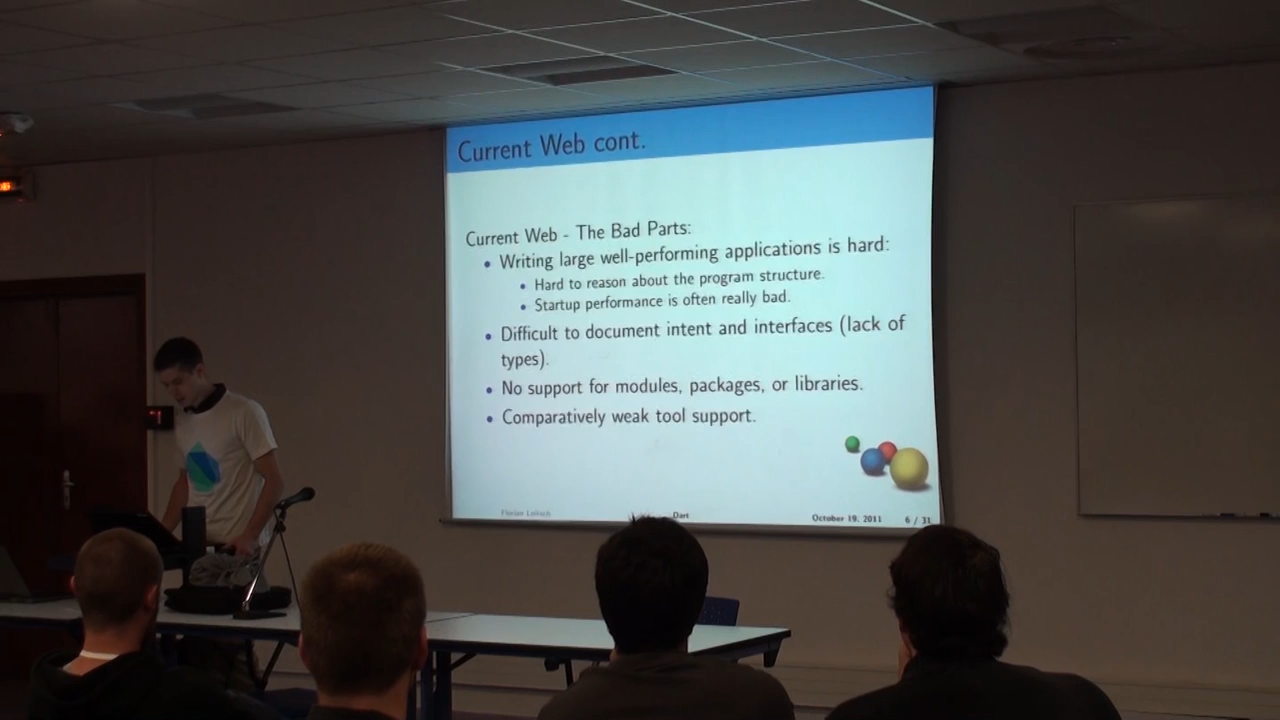 Current Web cont.
Current Web - The Bad Parts:
• Writing large well-performing applications is hard:
• Hard to reason about the program structure.
• Startup performance is often really bad.
• Difficult to document intent and interfaces (lack of
types).
• No support for modules, packages, or libraries.
• Comparatively weak tool support.
Florian Loitsch Dart October 19, 2011 6 / 31